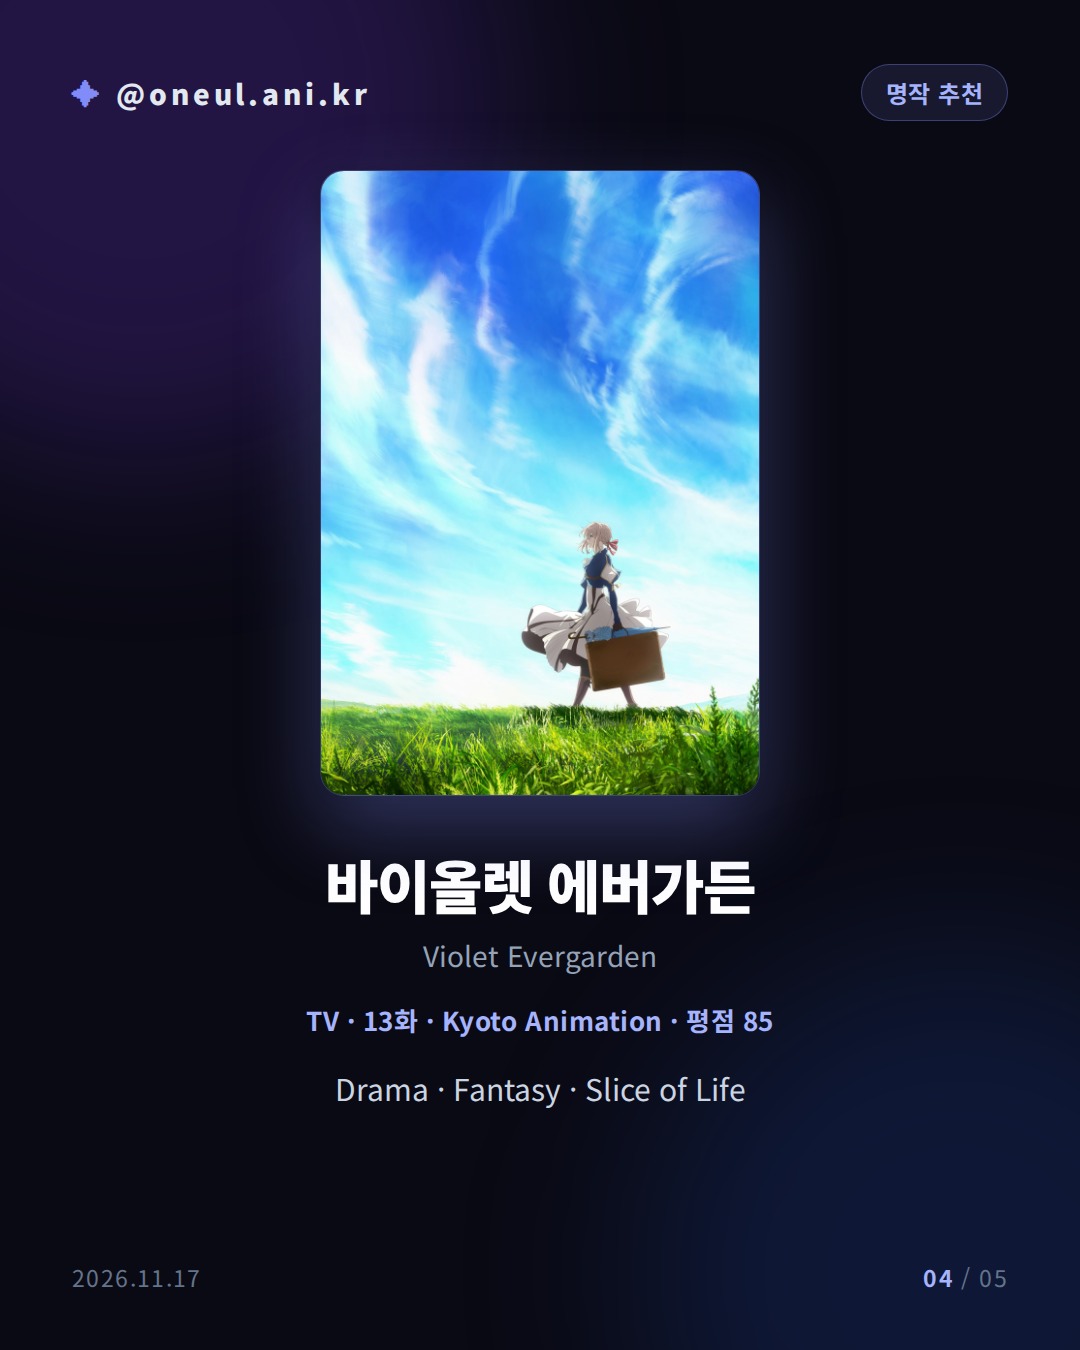 @oneul.ani.kr
명작 추천
바이올렛 에버가든
Violet Evergarden
TV · 13화 · Kyoto Animation · 평점 85
Drama · Fantasy · Slice of Life
2026.11.17
04 / 05